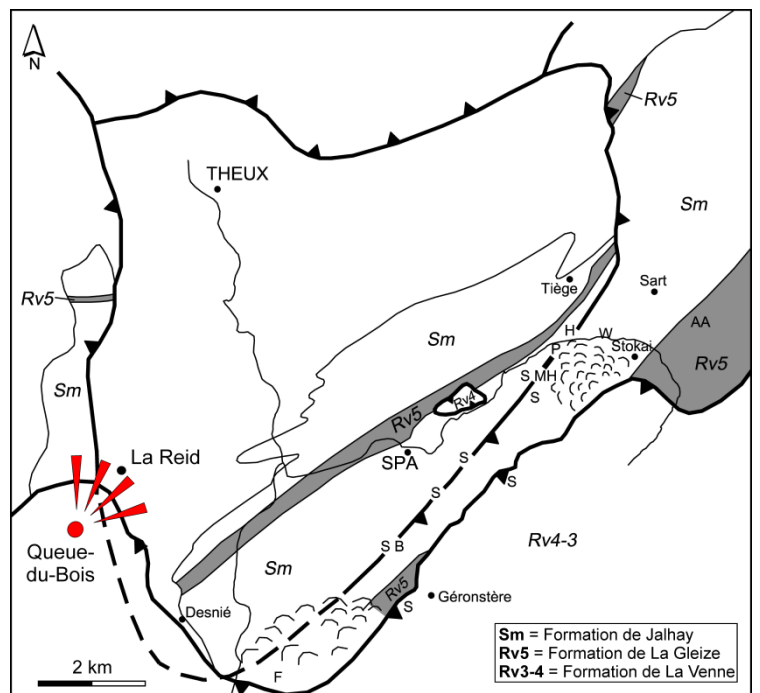 N
Rv5
THEUX
Sm
Rv5
Tiège
Sart
H
W
AA
P
Stokai
Sm
S MH
Rv5
Sm
S
Rv4
Rv5
La Reid
SPA
S
S
S
Queue-
du-Bois
S B
Rv4-3
Sm
Rv5
Géronstère
Desnié
S
F
2 km
Sm = Formation de Jalhay
Rv5 = Formation de La Gleize
Rv3-4 = Formation de La Venne